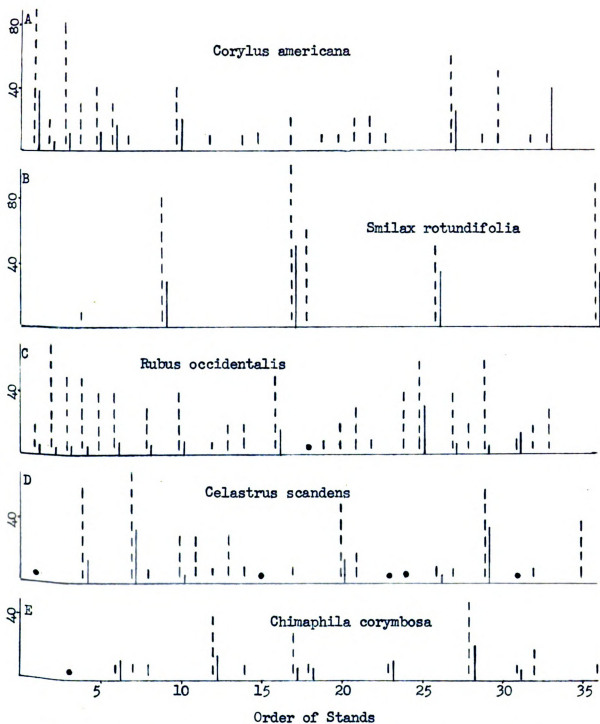 A
80
40
Corylus americana
B
80
40
Smilax rotundifolia
C
40
Rubus occidentalis
D
40
Celastrus scandens
E
40
Chimaphila corymbosa
5 10 15 20 25 30 35
Order of Stands